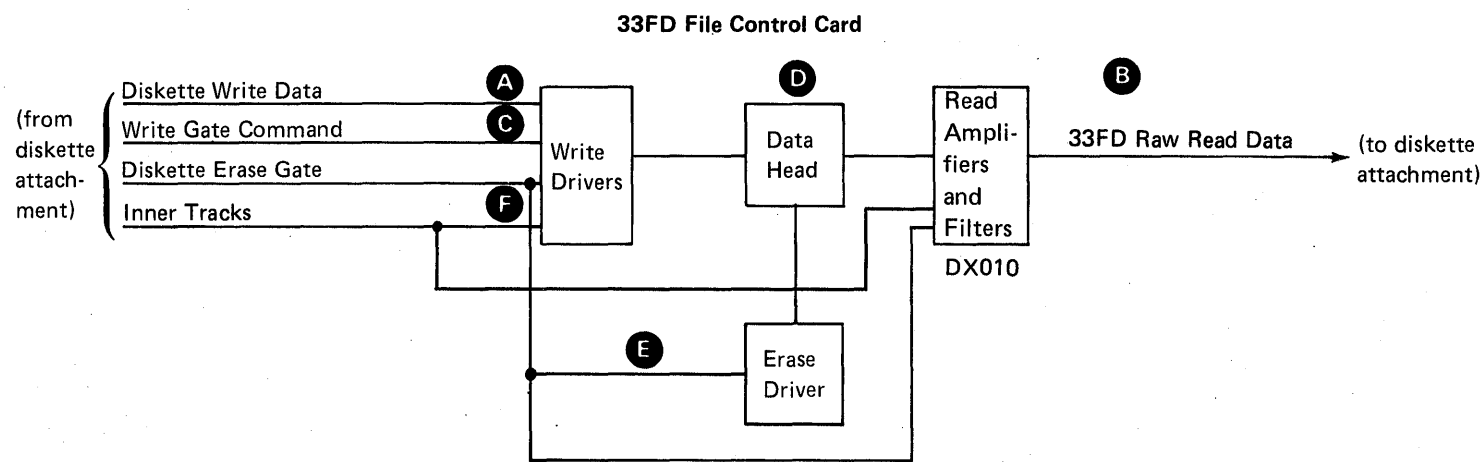 33FD File Control Card
(from
diskette
attach-
ment)
Diskette Write Data
A
Write Gate Command
C
Diskette Erase Gate
Inner Tracks
F
Write
Drivers
D
Data
Head
Read
Ampli-
fiers
and
Filters
DX010
B
33FD Raw Read Data
(to diskette
attachment)
E
Erase
Driver